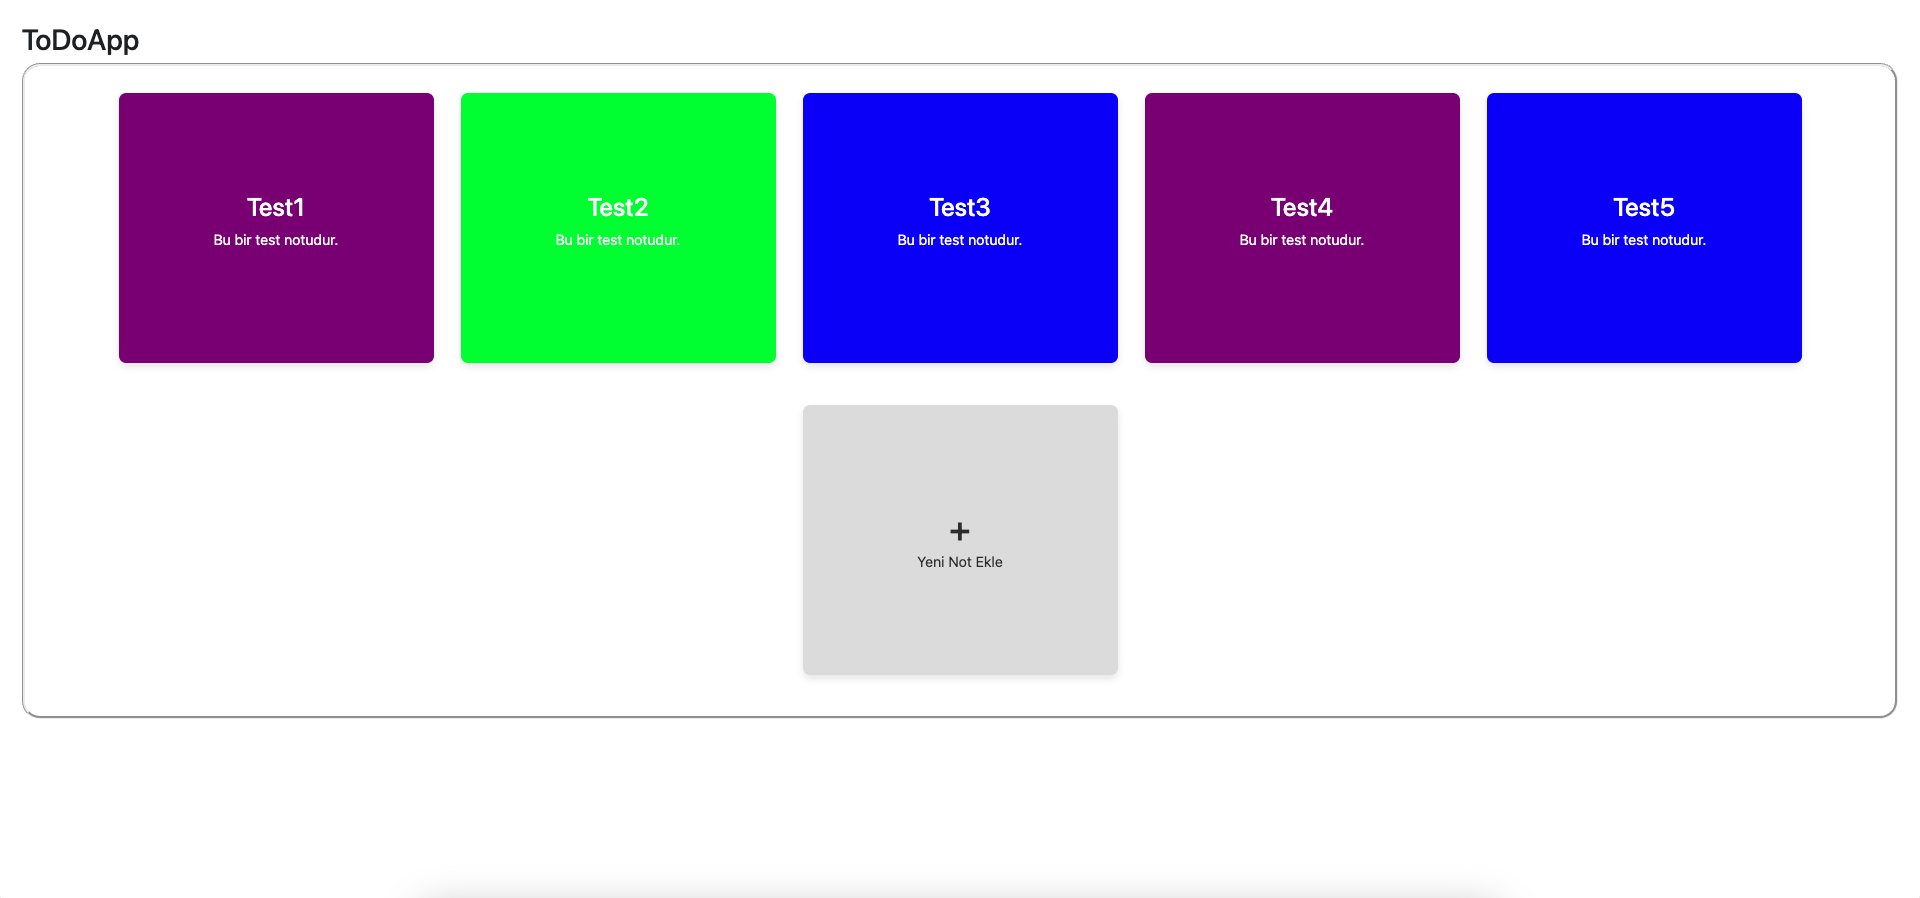 ToDoApp
Test1
Bu bir test notudur.
Test2
Bu bir test notudur.
Test3
Bu bir test notudur.
Test4
Bu bir test notudur.
Test5
Bu bir test notudur.
+
Yeni Not Ekle